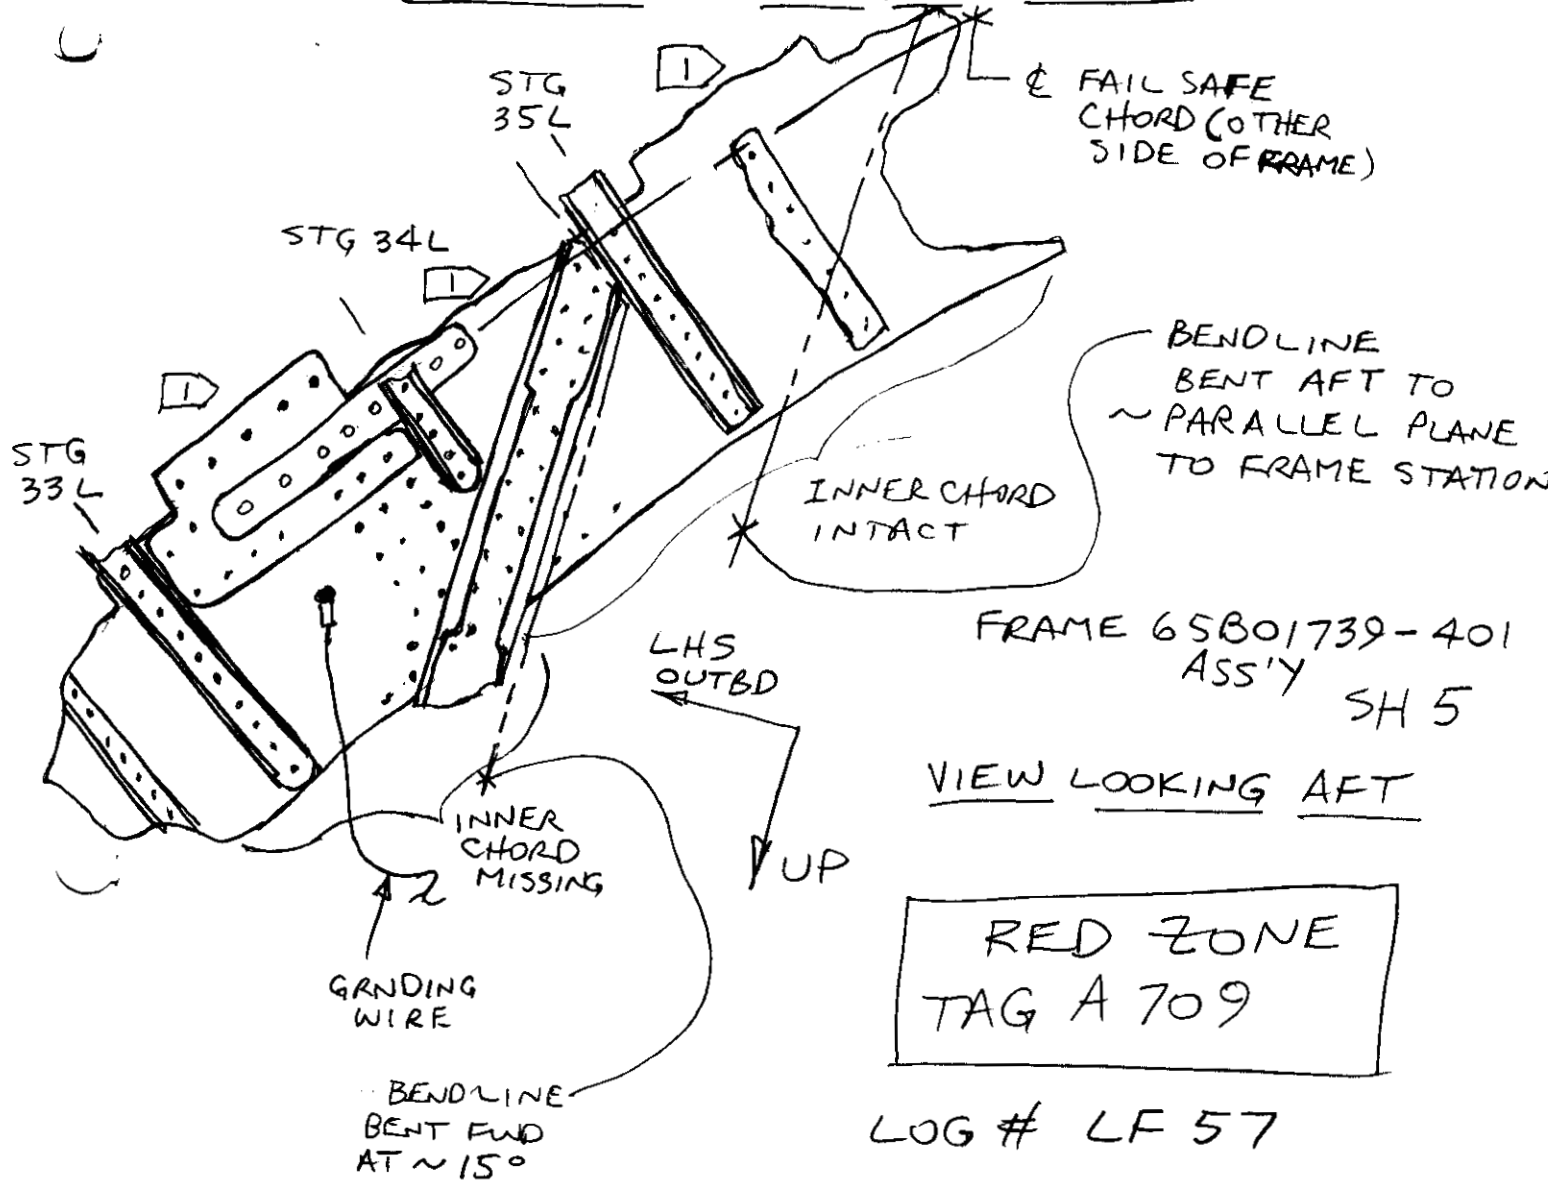 1
STG
35L
℄ FAIL SAFE
CHORD (OTHER
SIDE OF FRAME)
STG 34L
1
1
STG
33L
BENDLINE
BENT AFT TO
~ PARALLEL PLANE
TO FRAME STATION
INNER CHORD
INTACT
FRAME 65B01739-401
ASS'Y
SH 5
LHS
OUTBD
VIEW LOOKING AFT
UP
INNER
CHORD
MISSING
GRNDING
WIRE
RED ZONE
TAG A 709
BENDLINE
BENT FWD
AT ~ 15°
LOG # LF 57